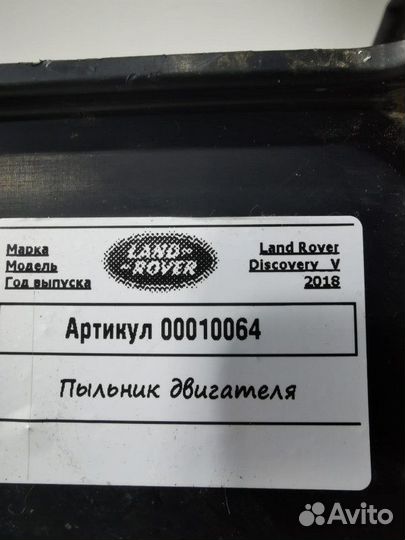 Марка LAND- Land Rover
Модель -ROVER Discovery V
Год выпуска 2018
Артикул 00010064
Пыльник двигателя
Avito